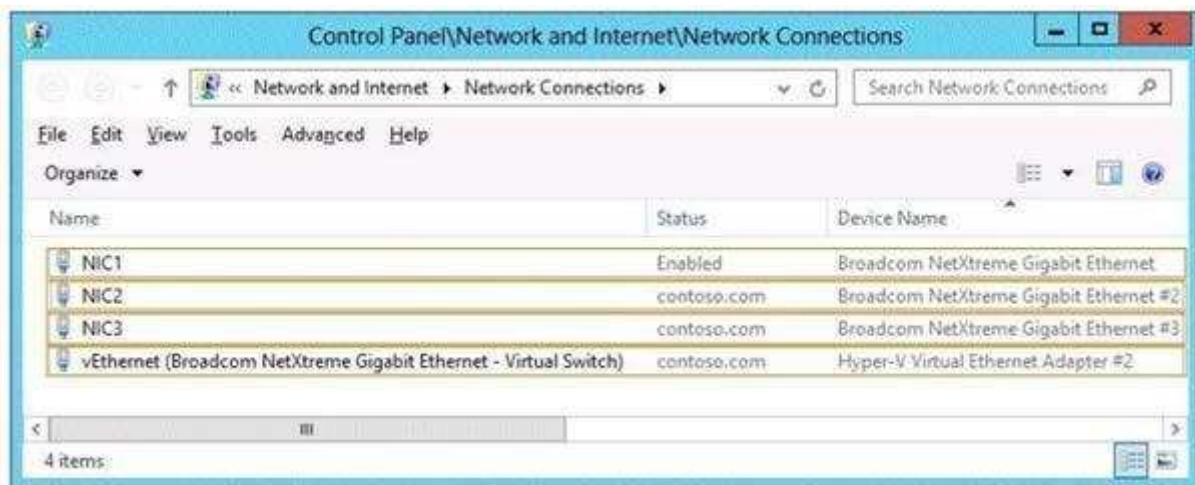 Control Panel\Network and Internet\Network Connections
« Network and Internet Network Connections Search Network Connections
File Edit View Tools Advanced Help
Organize
Name Status Device Name
NIC1 Enabled Broadcom NetXtreme Gigabit Ethernet
NIC2 contoso.com Broadcom NetXtreme Gigabit Ethernet #2
NIC3 contoso.com Broadcom NetXtreme Gigabit Ethernet #3
vEthernet (Broadcom NetXtreme Gigabit Ethernet - Virtual Switch) contoso.com Hyper-V Virtual Ethernet Adapter #2
4 items